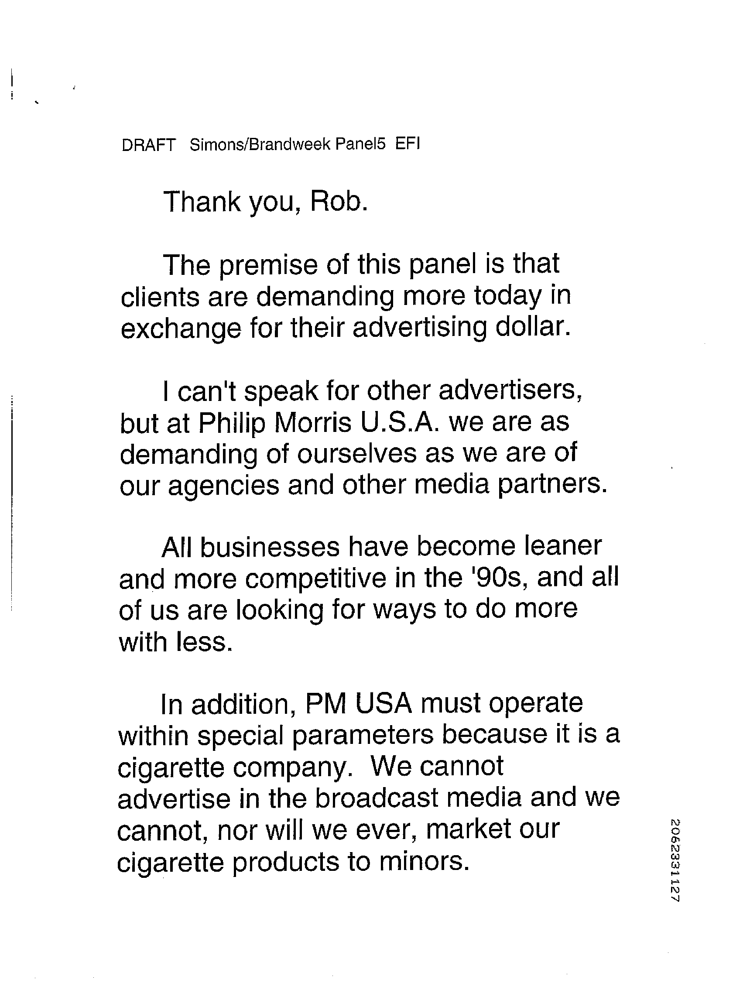 DRAFT Simons/Brandweek Panel5 EFI
Thank you, Rob.
The premise of this panel is that
clients are demanding more today in
exchange for their advertising dollar.
I can't speak for other advertisers,
but at Philip Morris U.S.A. we are as
demanding of ourselves as we are of
our agencies and other media partners.
All businesses have become leaner
and more competitive in the '90s, and all
of us are looking for ways to do more
with less.
In addition, PM USA must operate
within special parameters because it is a
cigarette company. We cannot
advertise in the broadcast media and we
cannot, nor will we ever, market our
cigarette products to minors.
2062331127